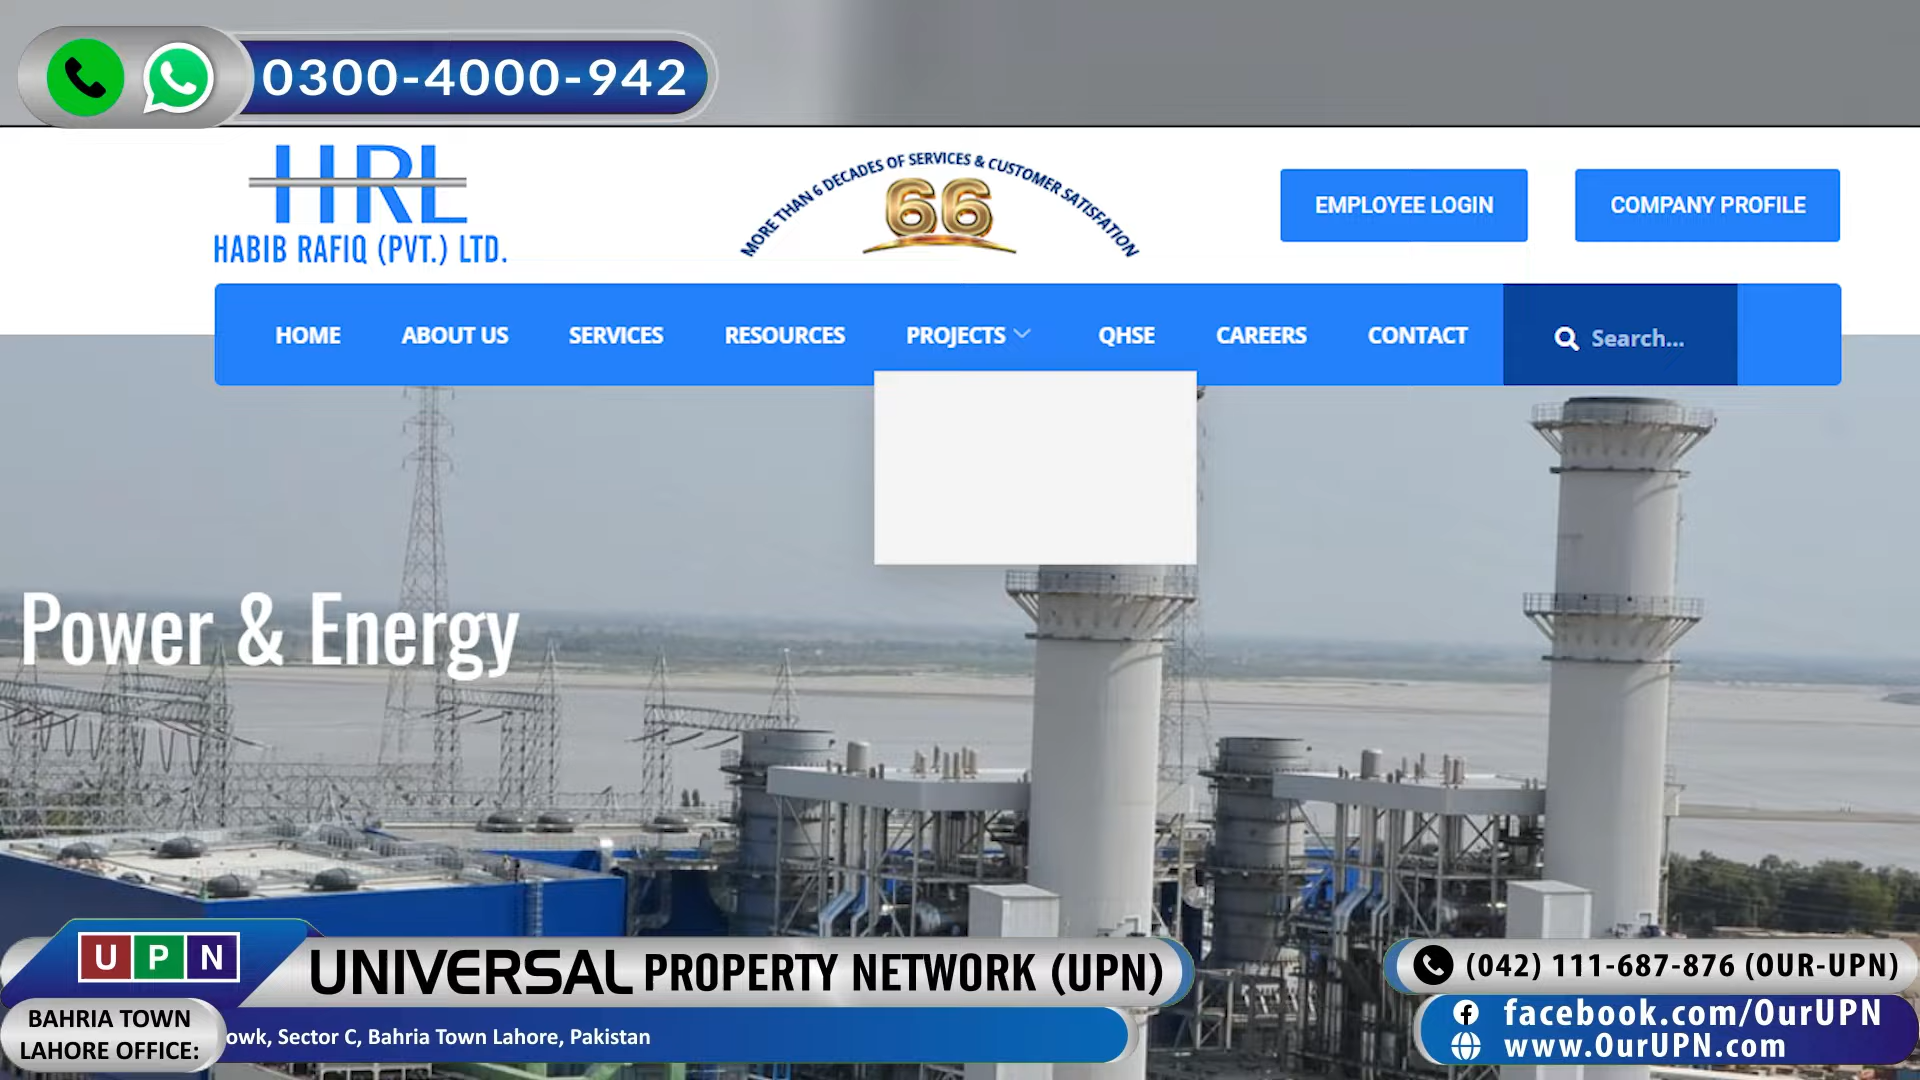 0300-4000-942
HRL
HABIB RAFIQ (PVT.) LTD.
MORE THAN 6 DECADES OF SERVICES & CUSTOMER SATISFATION
66
EMPLOYEE LOGIN
COMPANY PROFILE
HOME
ABOUT US
SERVICES
RESOURCES
PROJECTS
QHSE
CAREERS
CONTACT
Search...
Power & Energy
UPN
UNIVERSAL PROPERTY NETWORK (UPN)
(042) 111-687-876 (OUR-UPN)
BAHRIA TOWN
LAHORE OFFICE:
Sector C, Bahria Town Lahore, Pakistan
facebook.com/OurUPN
www.OurUPN.com